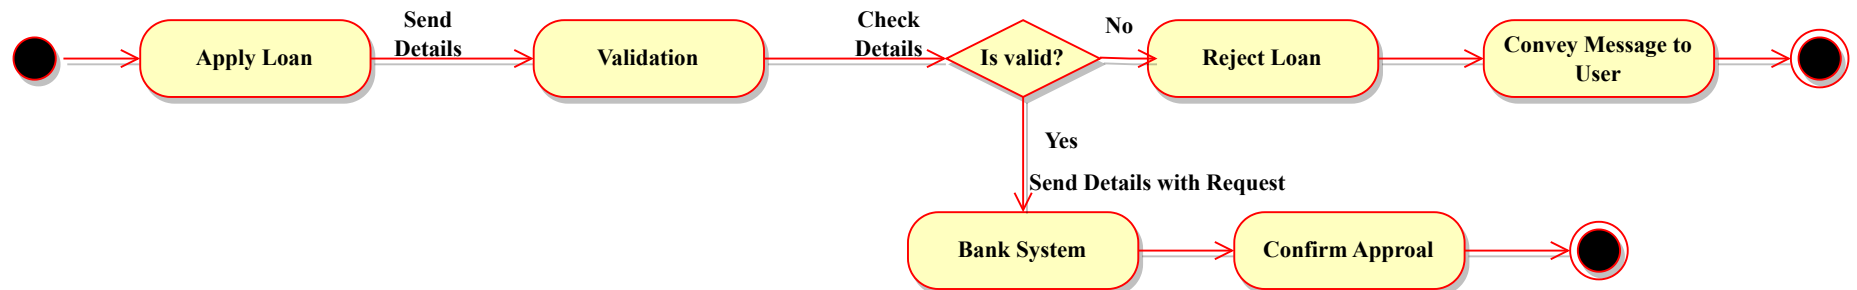 Apply Loan
Send
Details
Validation
Check
Details
Is valid?
No
Reject Loan
Convey Message to
User
Yes
Send Details with Request
Bank System
Confirm Approal